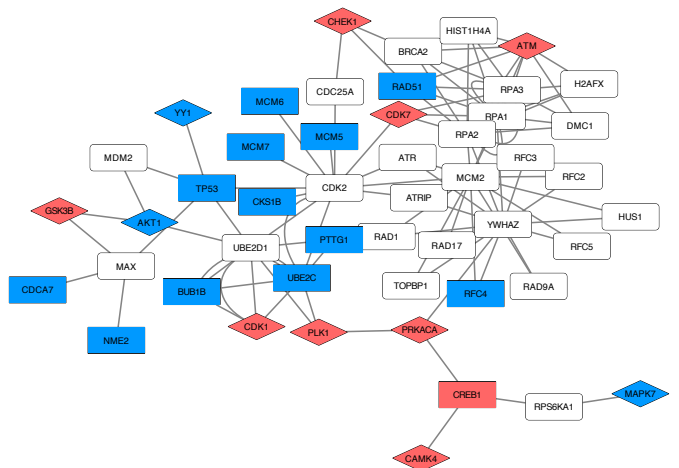 CHEK1
HIST1H4A
ATM
BRCA2
CDC25A
RAD51
RPA3
H2AFX
MCM6
YY1
CDK7
RPA1
DMC1
MCM5
RPA2
MCM7
MDM2
ATR
RFC3
TP53
CDK2
MCM2
RFC2
CKS1B
ATRIP
GSK3B
AKT1
YWHAZ
HUS1
UBE2D1
PTTG1
RAD1
RAD17
RFC5
MAX
CDCA7
BUB1B
UBE2C
TOPBP1
RFC4
RAD9A
NME2
CDK1
PLK1
PRKACA
CREB1
RPS6KA1
MAPK7
CAMK4